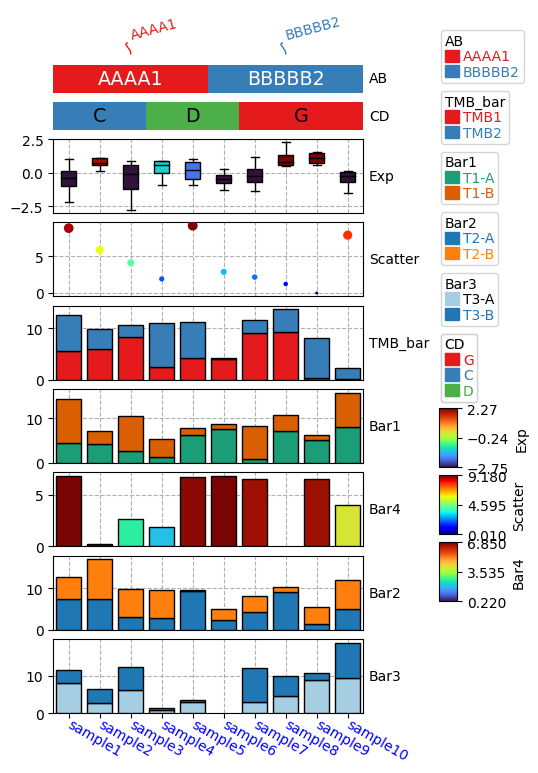 AAAA1
BBBBB2
AAAA1
BBBBB2
AB
C
D
G
CD
2.5
0.0
−2.5
Exp
5
0
Scatter
10
0
TMB_bar
10
0
Bar1
5
0
Bar4
10
0
Bar2
10
0
Bar3
sample1
sample2
sample3
sample4
sample5
sample6
sample7
sample8
sample9
sample10
AB
AAAA1
BBBBB2
TMB_bar
TMB1
TMB2
Bar1
T1-A
T1-B
Bar2
T2-A
T2-B
Bar3
T3-A
T3-B
CD
G
C
D
2.27
−0.24
−2.75
Exp
9.180
4.595
0.010
Scatter
6.850
3.535
0.220
Bar4